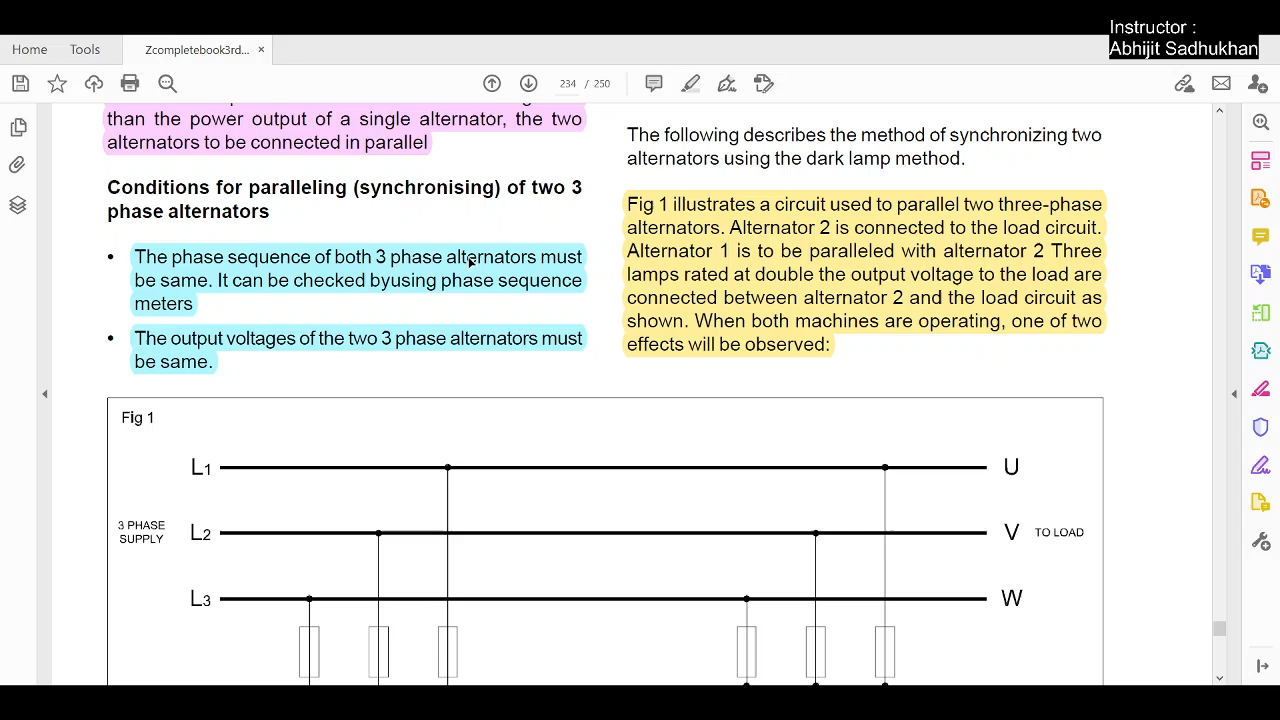 Instructor :
Abhijit Sadhukhan
Home
Tools
Zcompletebook3rd...
×
234 / 250
than the power output of a single alternator, the two
alternators to be connected in parallel
Conditions for paralleling (synchronising) of two 3
phase alternators
• The phase sequence of both 3 phase alternators must
be same. It can be checked byusing phase sequence
meters
• The output voltages of the two 3 phase alternators must
be same.
The following describes the method of synchronizing two
alternators using the dark lamp method.
Fig 1 illustrates a circuit used to parallel two three-phase
alternators. Alternator 2 is connected to the load circuit.
Alternator 1 is to be paralleled with alternator 2 Three
lamps rated at double the output voltage to the load are
connected between alternator 2 and the load circuit as
shown. When both machines are operating, one of two
effects will be observed:
Fig 1
L1
U
3 PHASE
SUPPLY
L2
V
TO LOAD
L3
W